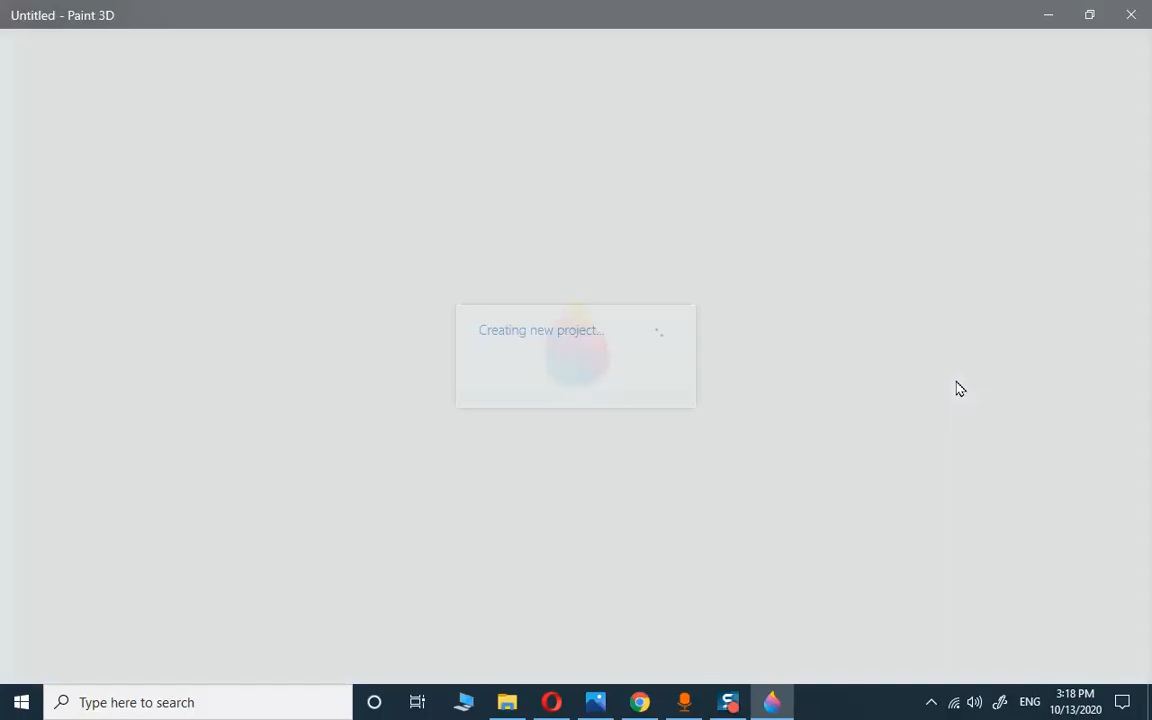 Untitled - Paint 3D
Creating new project...
Type here to search
ENG
3:18 PM
10/13/2020